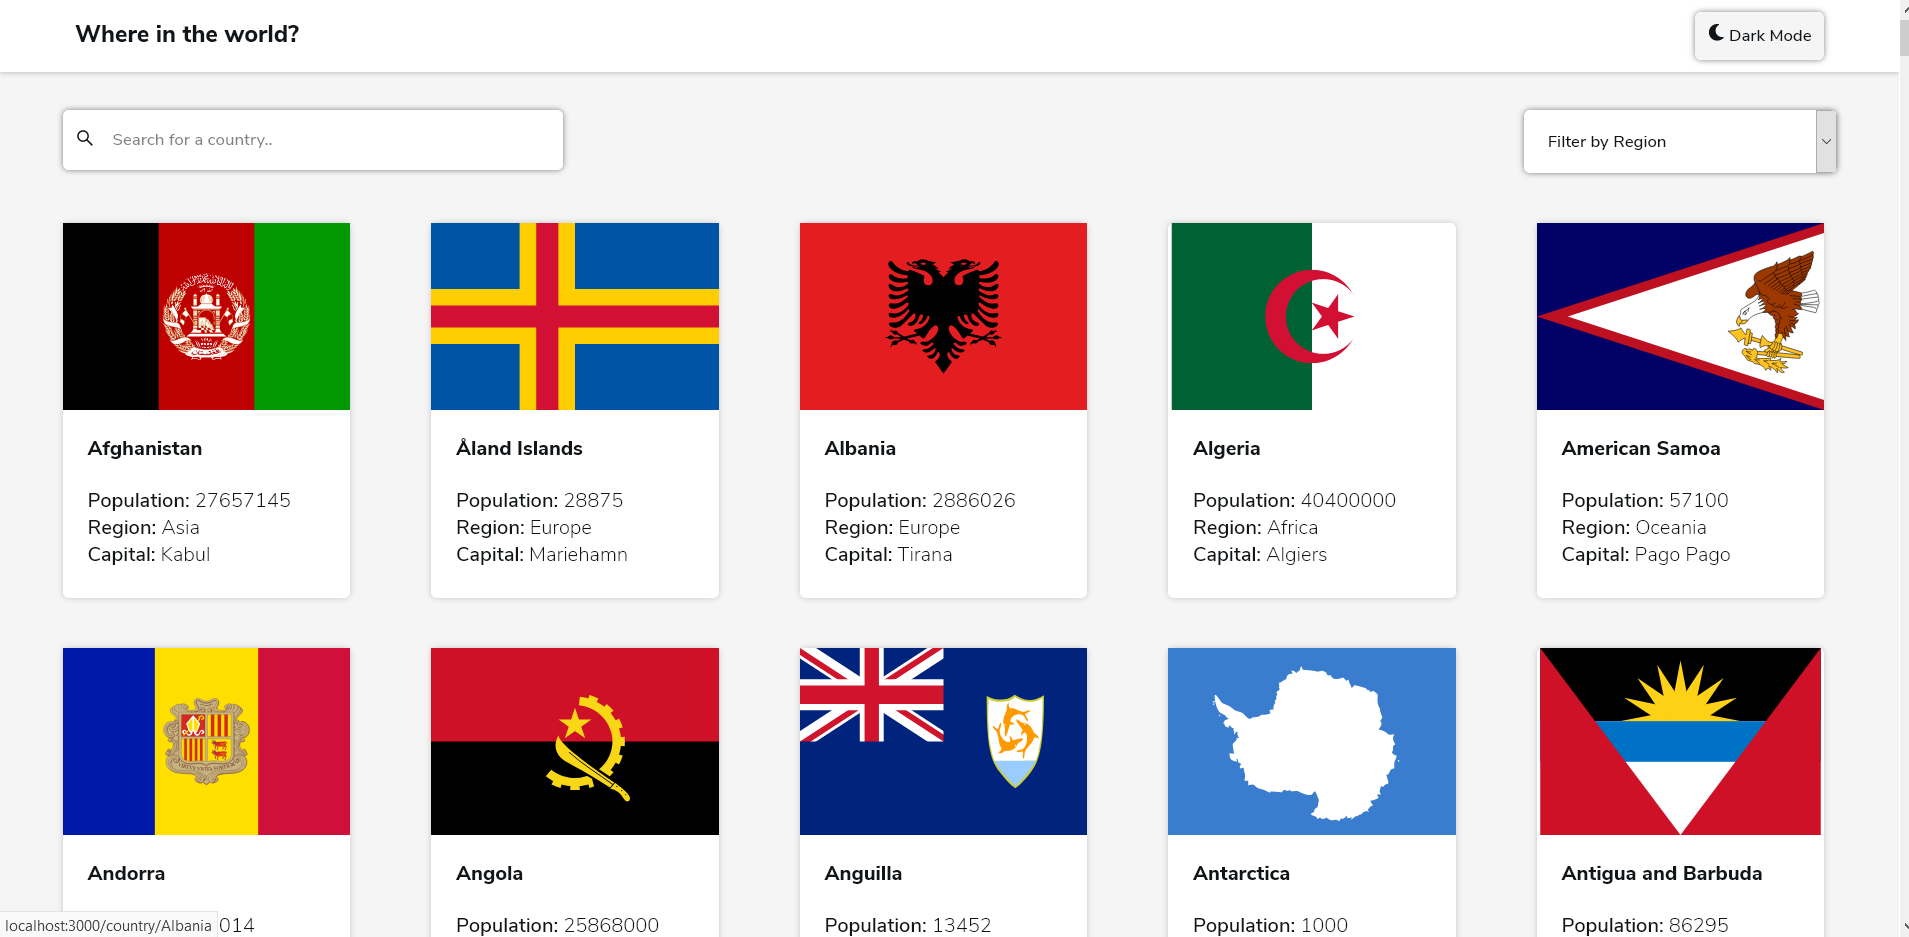 Where in the world?
Dark Mode
Search for a country..
Filter by Region
Afghanistan
Population: 27657145
Region: Asia
Capital: Kabul
Åland Islands
Population: 28875
Region: Europe
Capital: Mariehamn
Albania
Population: 2886026
Region: Europe
Capital: Tirana
Algeria
Population: 40400000
Region: Africa
Capital: Algiers
American Samoa
Population: 57100
Region: Oceania
Capital: Pago Pago
Andorra
014
Angola
Population: 25868000
Anguilla
Population: 13452
Antarctica
Population: 1000
Antigua and Barbuda
Population: 86295
localhost:3000/country/Albania